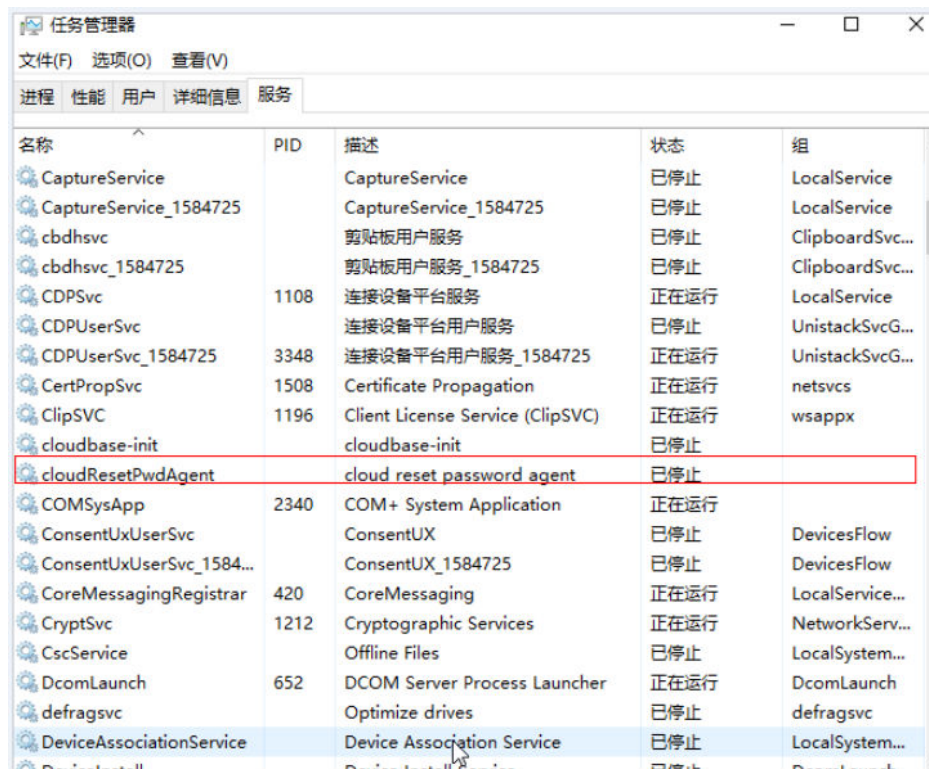 任务管理器
文件(F) 选项(O) 查看(V)
进程 性能 用户 详细信息 服务
名称 PID 描述 状态 组
CaptureService CaptureService 已停止 LocalService
CaptureService_1584725 CaptureService_1584725 已停止 LocalService
cbdhsvc 剪贴板用户服务 已停止 ClipboardSvc...
cbdhsvc_1584725 剪贴板用户服务_1584725 已停止 ClipboardSvc...
CDPSvc 1108 连接设备平台服务 正在运行 LocalService
CDPUserSvc 连接设备平台用户服务 已停止 UnistackSvcG...
CDPUserSvc_1584725 3348 连接设备平台用户服务_1584725 正在运行 UnistackSvcG...
CertPropSvc 1508 Certificate Propagation 正在运行 netsvcs
ClipSVC 1196 Client License Service (ClipSVC) 正在运行 wsappx
cloudbase-init cloudbase-init 已停止
cloudResetPwdAgent cloud reset password agent 已停止
COMSysApp 2340 COM+ System Application 正在运行
ConsentUxUserSvc ConsentUX 已停止 DevicesFlow
ConsentUxUserSvc_1584... ConsentUX_1584725 已停止 DevicesFlow
CoreMessagingRegistrar 420 CoreMessaging 正在运行 LocalService...
CryptSvc 1212 Cryptographic Services 正在运行 NetworkServ...
CscService Offline Files 已停止 LocalSystem...
DcomLaunch 652 DCOM Server Process Launcher 正在运行 DcomLaunch
defragsvc Optimize drives 已停止 defragsvc
DeviceAssociationService Device Association Service 已停止 LocalSystem...